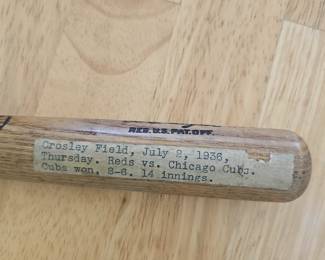 REG. U.S. PAT. OFF.
Crosley Field, July 2, 1936,
Thursday. Reds vs. Chicago Cubs.
Cubs won, 8-6. 14 innings.